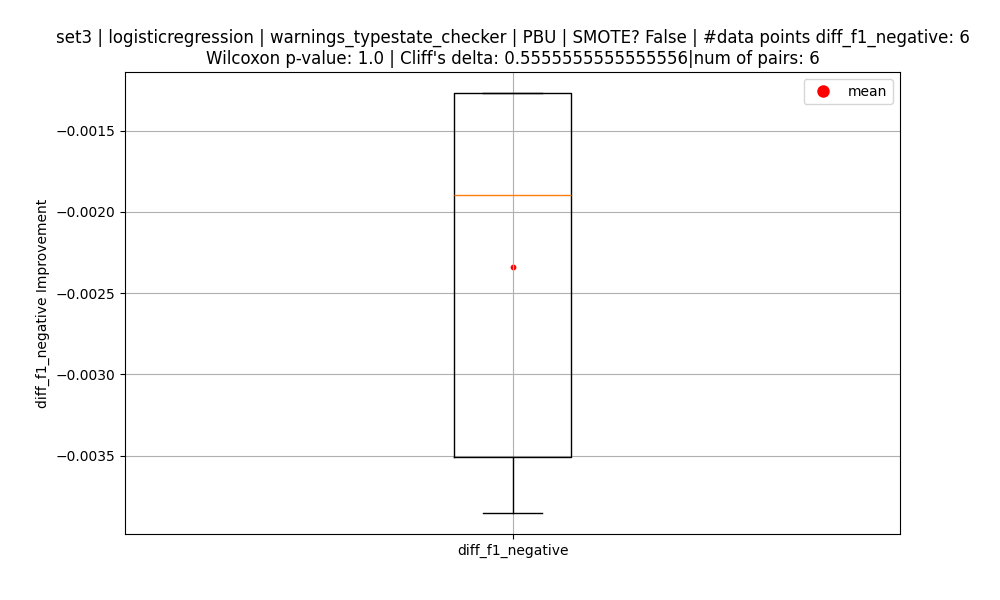 set3 | logisticregression | warnings_typestate_checker | PBU | SMOTE? False | #data points diff_f1_negative: 6
Wilcoxon p-value: 1.0 | Cliff's delta: 0.5555555555555556|num of pairs: 6
mean
−0.0015
−0.0020
−0.0025
−0.0030
−0.0035
diff_f1_negative Improvement
diff_f1_negative